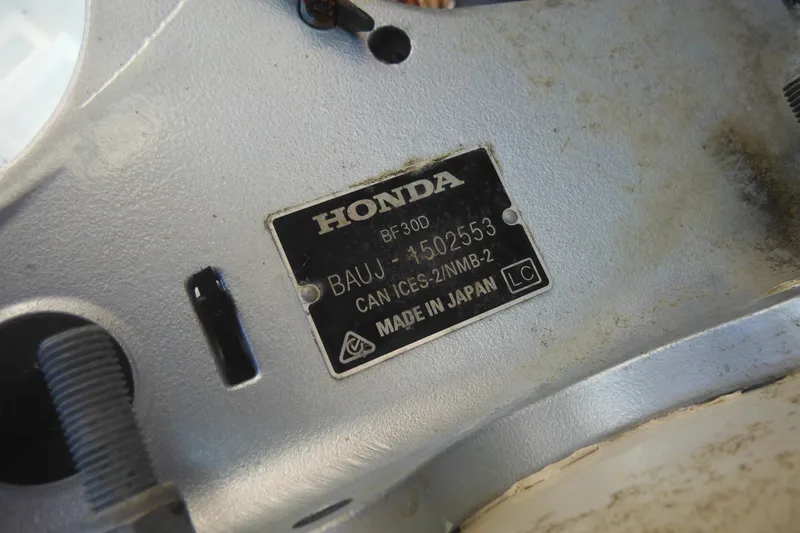 HONDA
BF30D
BAUJ - 1502553
CAN ICES-2/NMB-2
MADE IN JAPAN LC